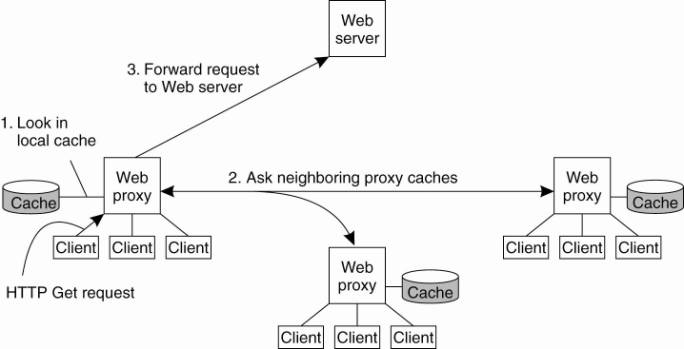 Web
server
3. Forward request
to Web server
1. Look in
local cache
Web
proxy
2. Ask neighboring proxy caches
Web
proxy
Cache
Cache
Client
Client
Client
Client
Client
Client
HTTP Get request
Web
proxy
Cache
Client
Client
Client